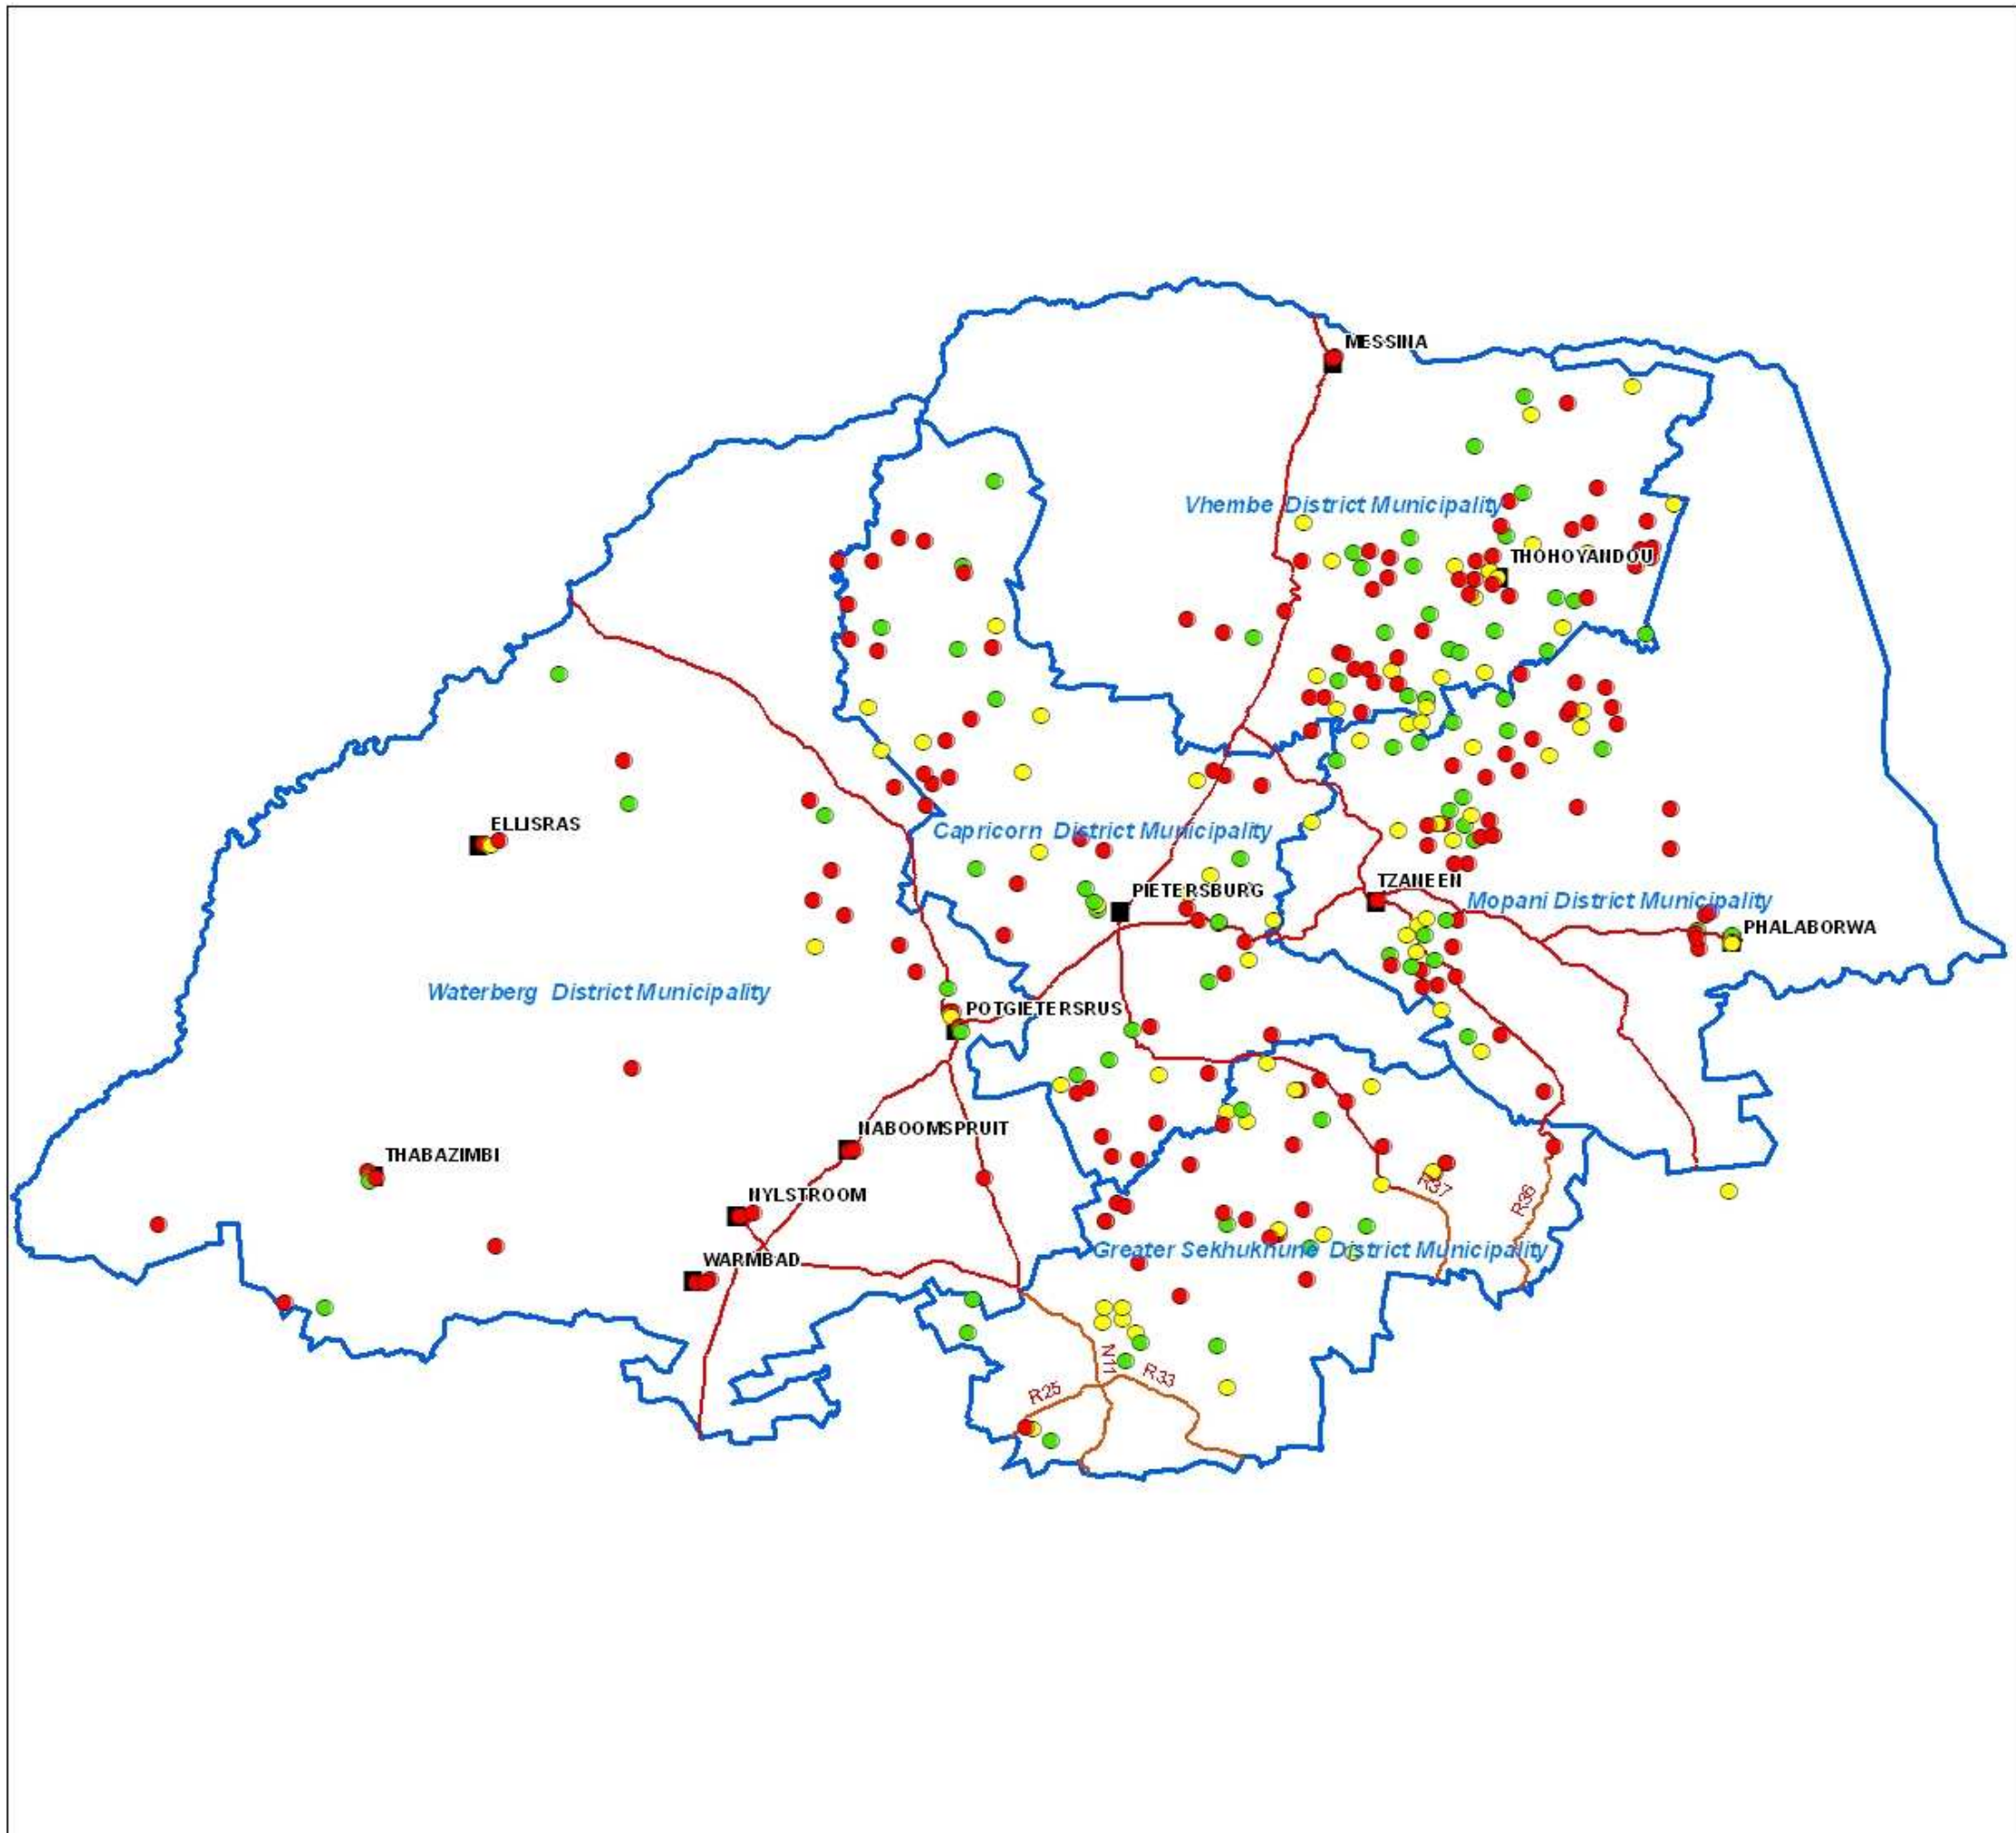 MESSINA
Vhembe District Municipality
THOHOYANDOU
ELLISRAS
Capricorn District Municipality
PIETERSBURG
TZANEEN
Mopani District Municipality
PHALABORWA
Waterberg District Municipality
POTGIETERSRUS
NABOOMSPRUIT
THABAZIMBI
R37
NYLSTROOM
R36
Greater Sekhukhune District Municipality
WARMBAD
N11
R33
R25